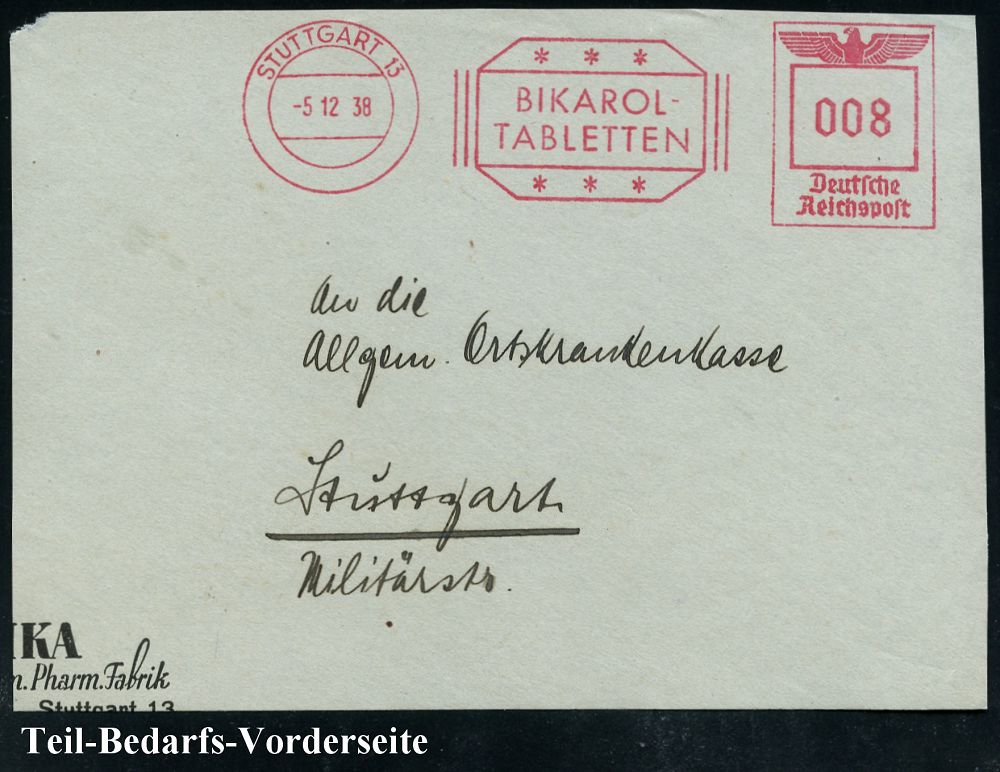 STUTTGART 13
-5 12 38
* * *
BIKAROL-
TABLETTEN
* * *
008
Deutsche
Reichspost
An die
Allgem. Ortskrankenkasse
Stuttgart.
Militärstr.
IKA
m. Pharm. Fabrik
Stuttgart 13
Teil-Bedarfs-Vorderseite